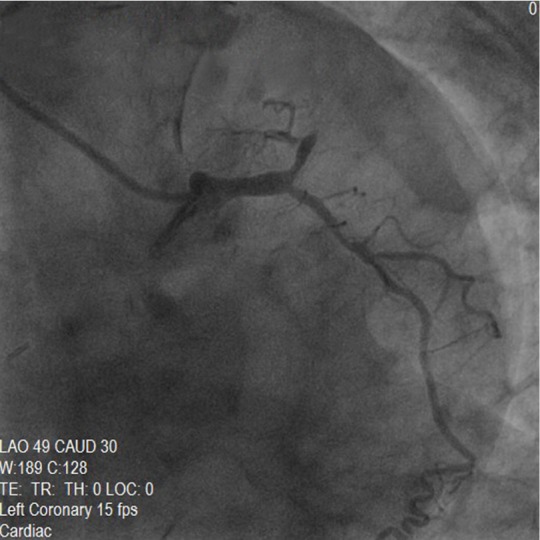 0
LAO 49 CAUD 30
W:189 C:128
TE: TR: TH: 0 LOC: 0
Left Coronary 15 fps
Cardiac